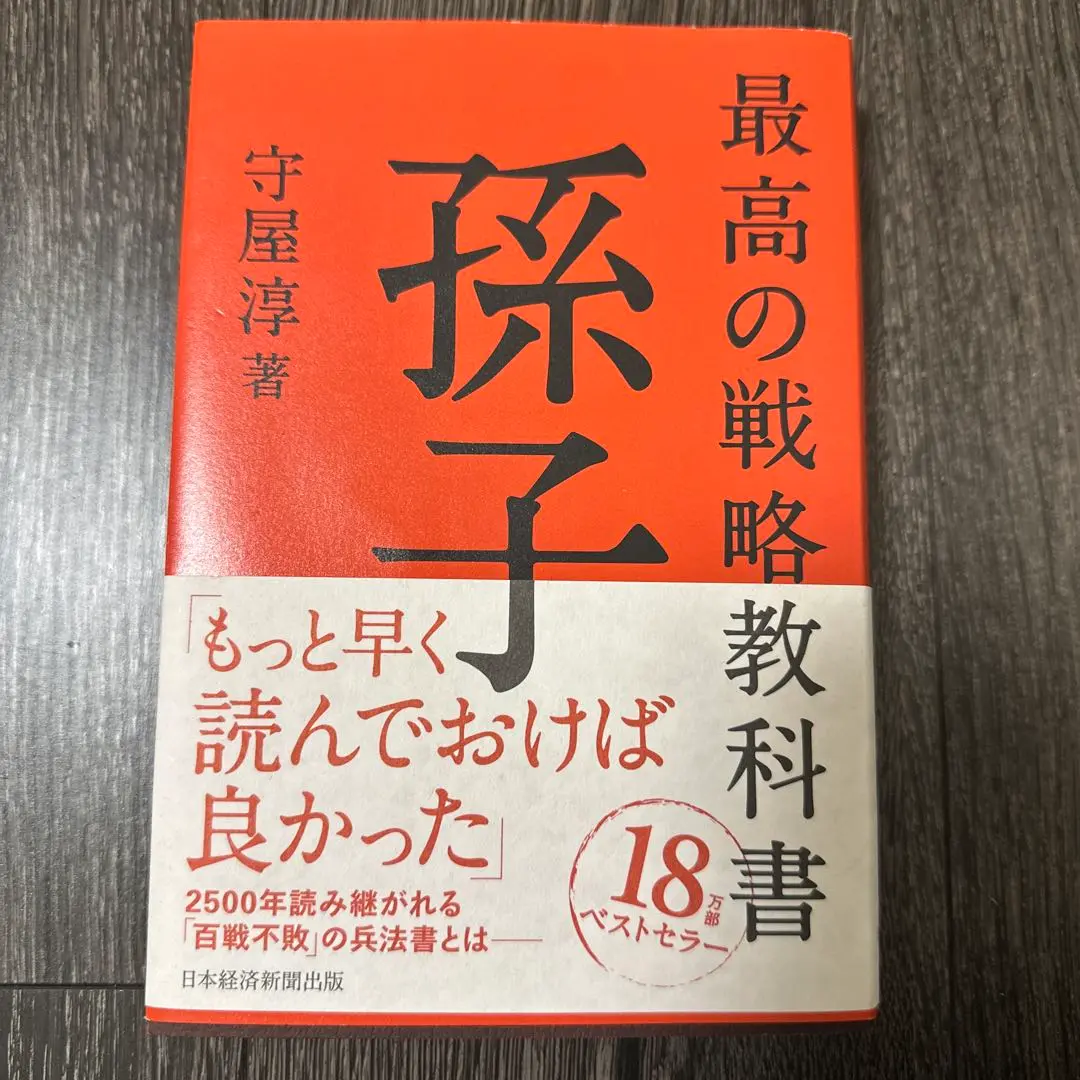 最高の戦略教科書
孫子
守屋淳 著
「もっと早く
読んでおけば
良かった」
2500年読み継がれる
「百戦不敗」の兵法書とは──
18万部
ベストセラー
日本経済新聞出版